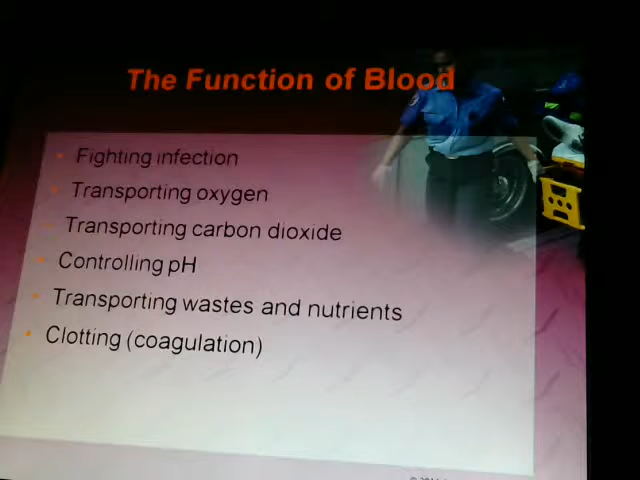 The Function of Blood
Fighting infection
Transporting oxygen
Transporting carbon dioxide
Controlling pH
Transporting wastes and nutrients
Clotting (coagulation)